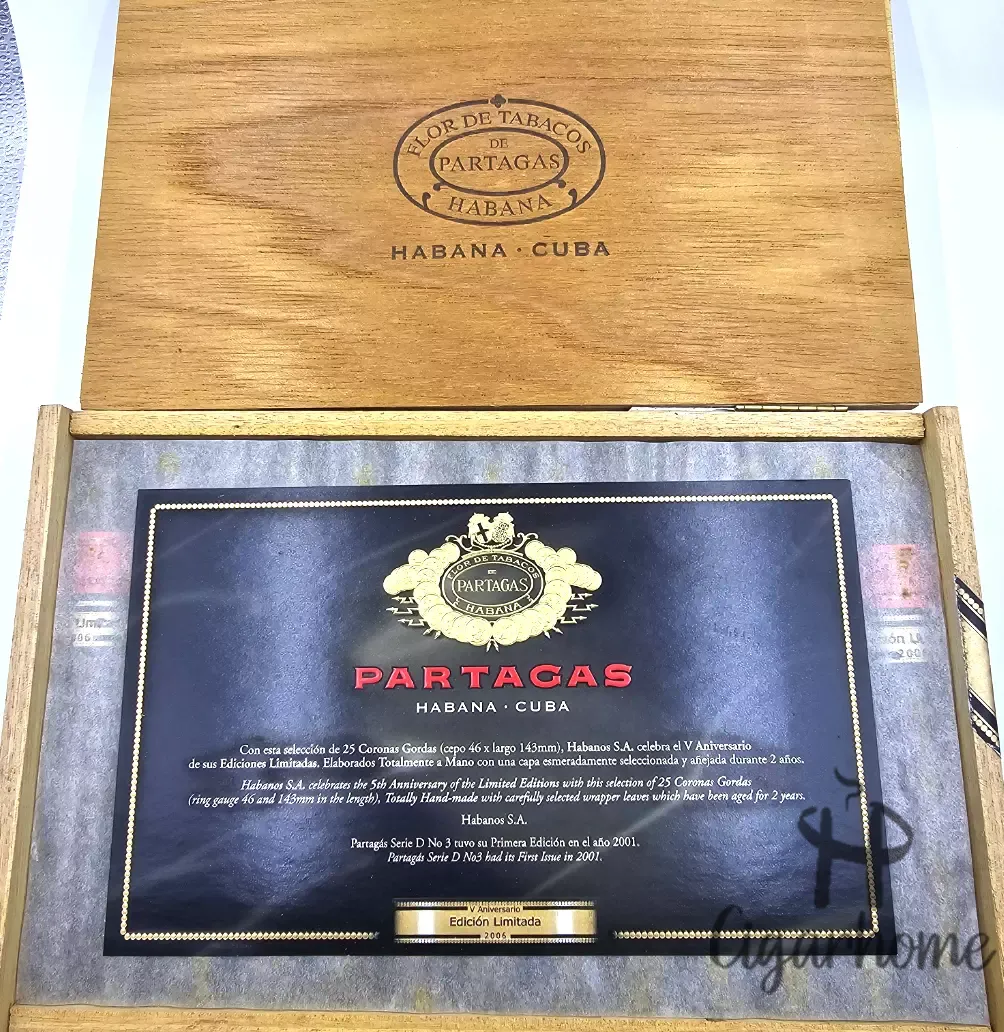 FLOR DE TABACOS
DE
PARTAGAS
HABANA
HABANA · CUBA
FLOR DE TABACOS
DE
PARTAGAS
HABANA
PARTAGAS
HABANA · CUBA
Con esta selección de 25 Coronas Gordas (cepo 46 x largo 143mm), Habanos S.A. celebra el V Aniversario
de sus Ediciones Limitadas. Elaborados Totalmente a Mano con una capa esmeradamente seleccionada y añejada durante 2 años.
Habanos S.A. celebrates the 5th Anniversary of the Limited Editions with this selection of 25 Coronas Gordas
(ring gauge 46 and 143mm in the length), Totally Hand-made with carefully selected wrapper leaves which have been aged for 2 years.
Habanos S.A.
Partagás Serie D No 3 tuvo su Primera Edición en el año 2001.
Partagás Serie D No3 had its First Issue in 2001.
V Aniversario
Edición Limitada
2006
Cigarhome